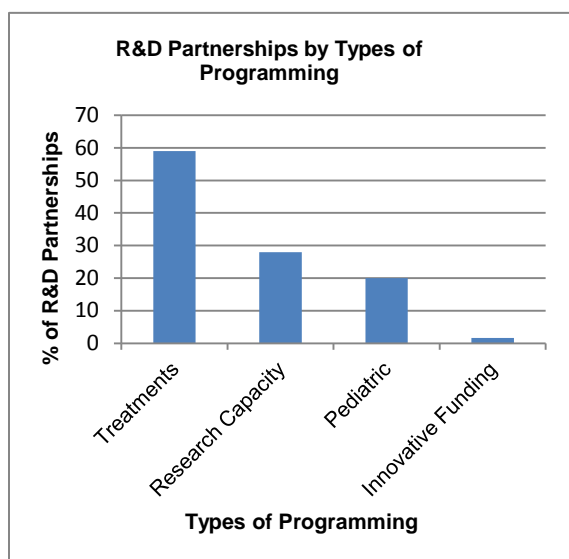 R&D Partnerships by Types of
Programming
% of R&D Partnerships
70
60
50
40
30
20
10
0
Treatments
Research Capacity
Pediatric
Innovative Funding
Types of Programming